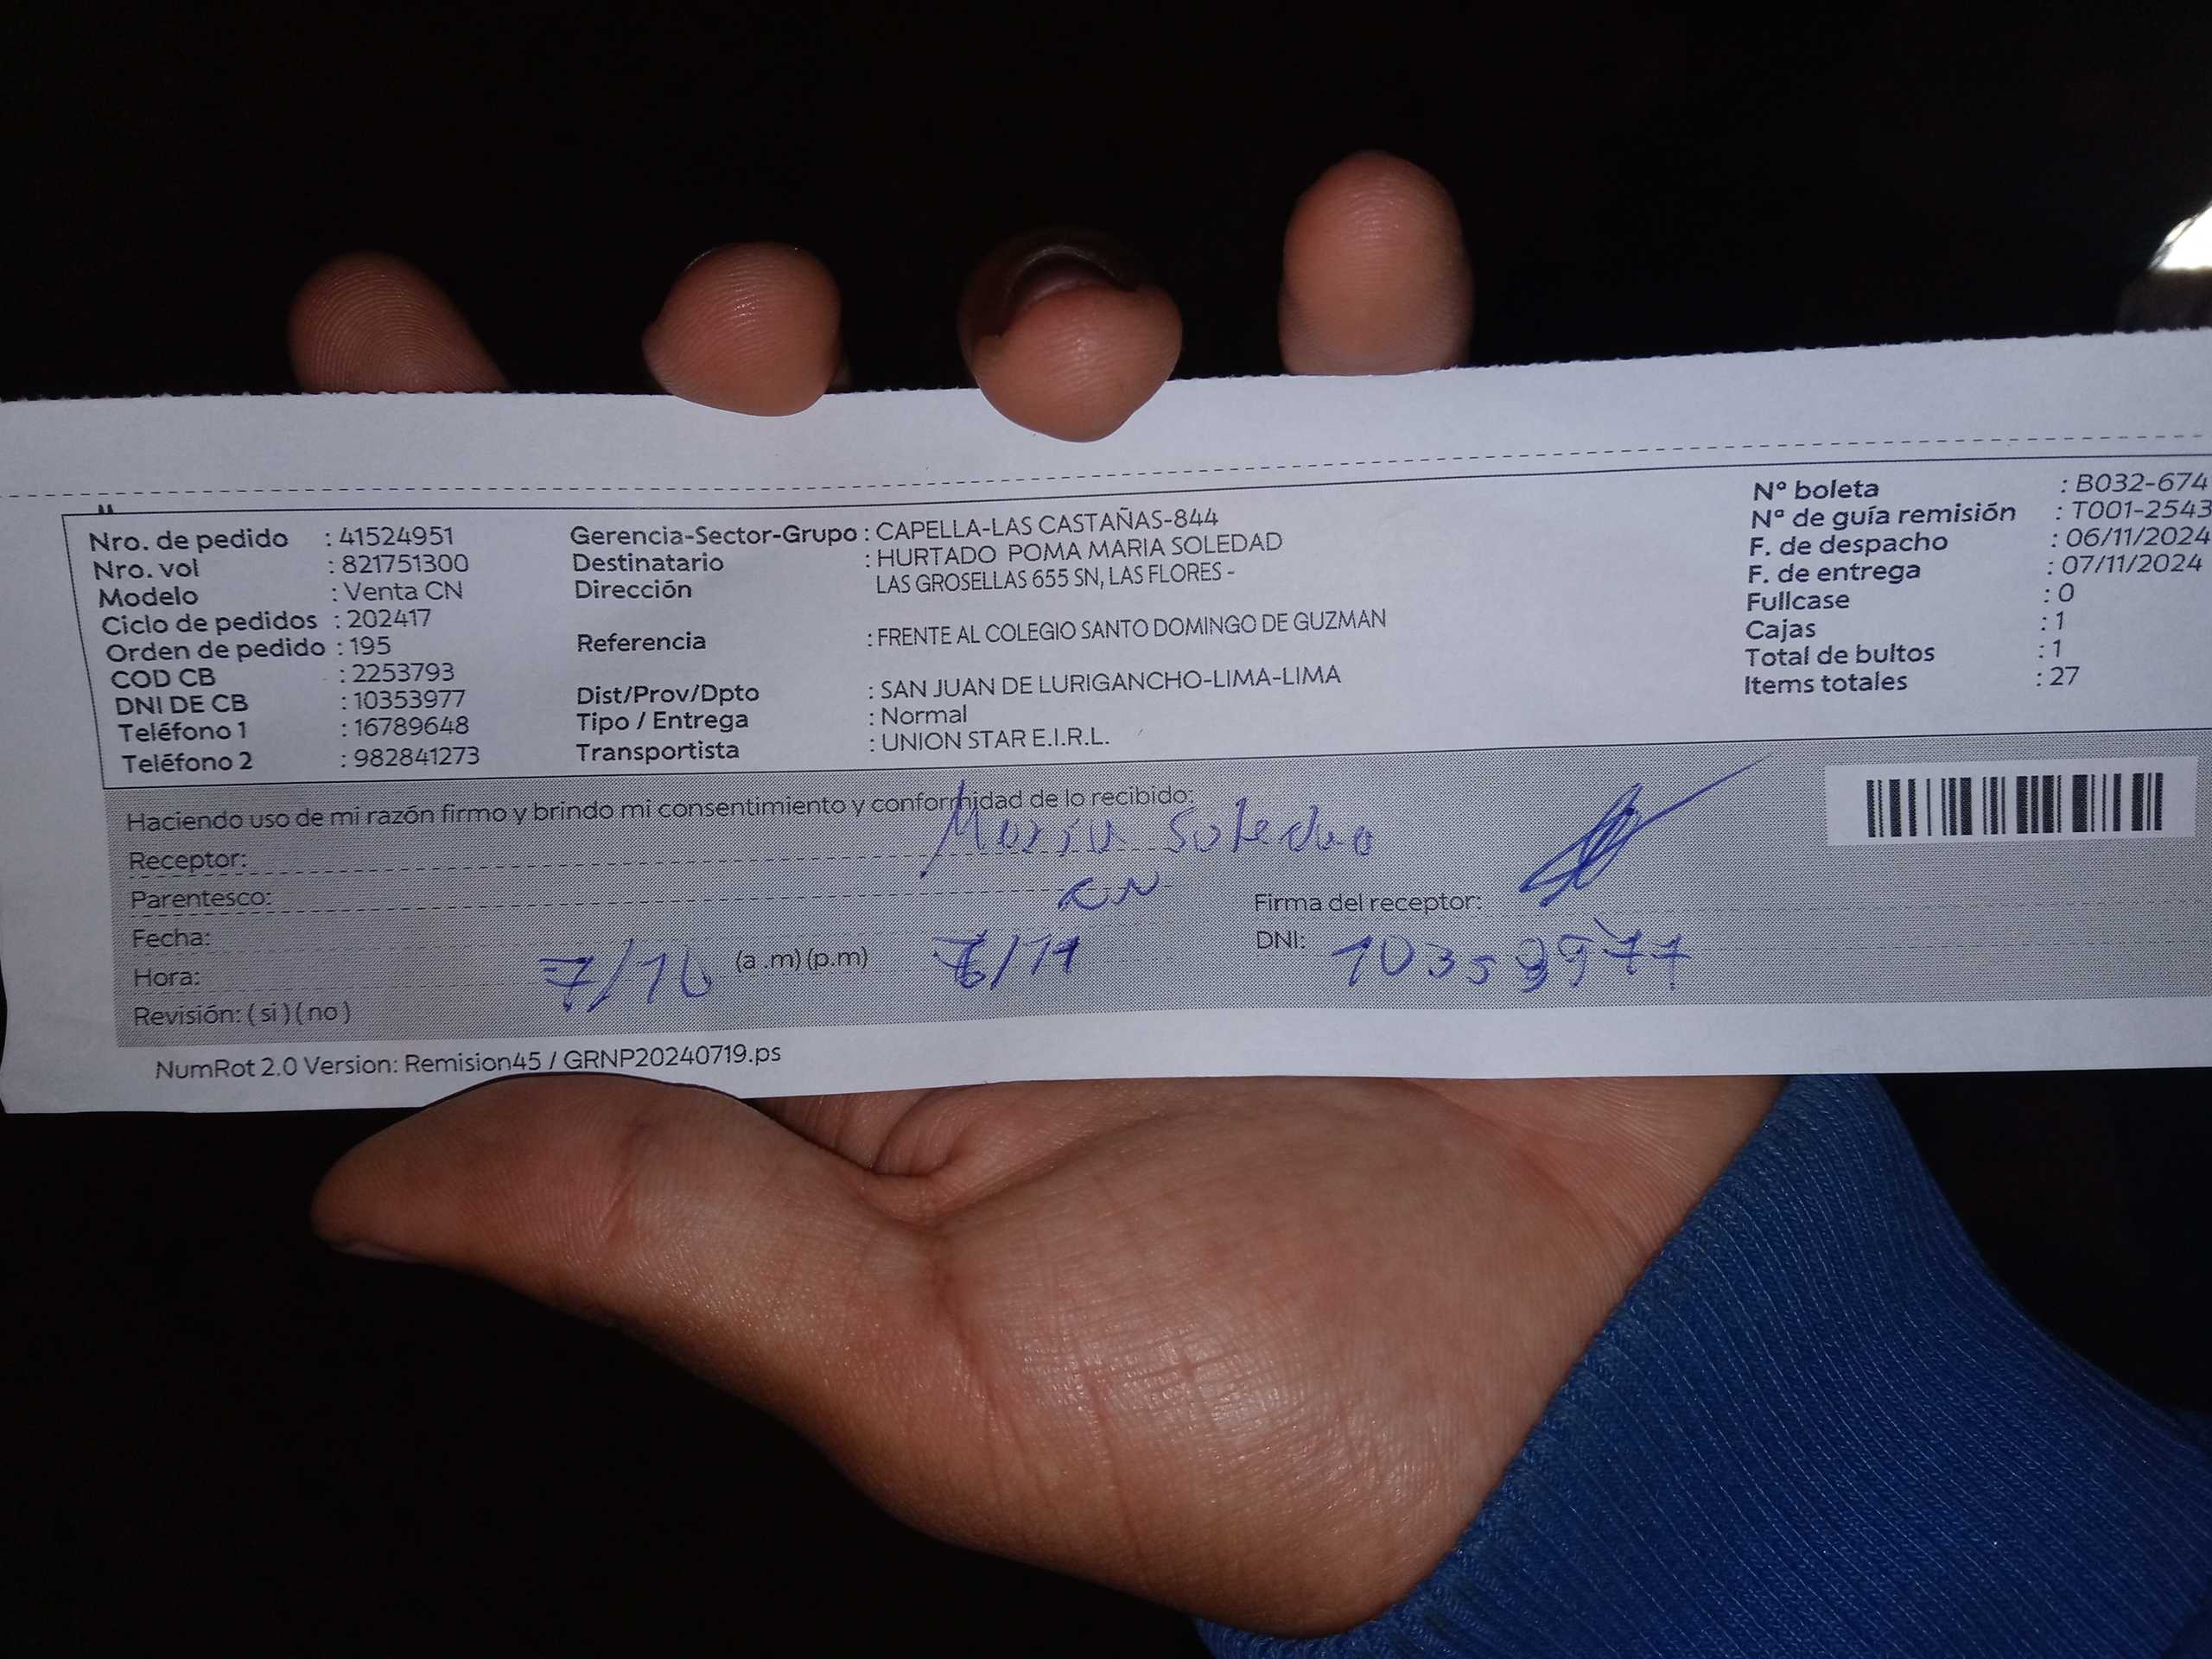 Nro. de pedido : 41524951
Nro. vol : 821751300
Modelo : Venta CN
Ciclo de pedidos : 202417
Orden de pedido : 195
COD CB : 2253793
DNI DE CB : 10353977
Teléfono 1 : 16789648
Teléfono 2 : 982841273
Gerencia-Sector-Grupo : CAPELLA-LAS CASTAÑAS-844
Destinatario : HURTADO POMA MARIA SOLEDAD
Dirección LAS GROSELLAS 655 SN, LAS FLORES -
Referencia : FRENTE AL COLEGIO SANTO DOMINGO DE GUZMAN
Dist/Prov/Dpto : SAN JUAN DE LURIGANCHO-LIMA-LIMA
Tipo / Entrega : Normal
Transportista : UNION STAR E.I.R.L.
Nº boleta : B032-674
Nº de guía remisión : T001-2543
F. de despacho : 06/11/2024
F. de entrega : 07/11/2024
Fullcase : 0
Cajas : 1
Total de bultos : 1
Items totales : 27
Haciendo uso de mi razón firmo y brindo mi consentimiento y conformidad de lo recibido:
Receptor: Maria Soledad
Parentesco: CN
Firma del receptor:
Fecha: /11
DNI: 10353977
Hora: 7/16 (a .m) (p.m)
Revisión: ( si ) ( no )
NumRot 2.0 Version: Remision45 / GRNP20240719.ps